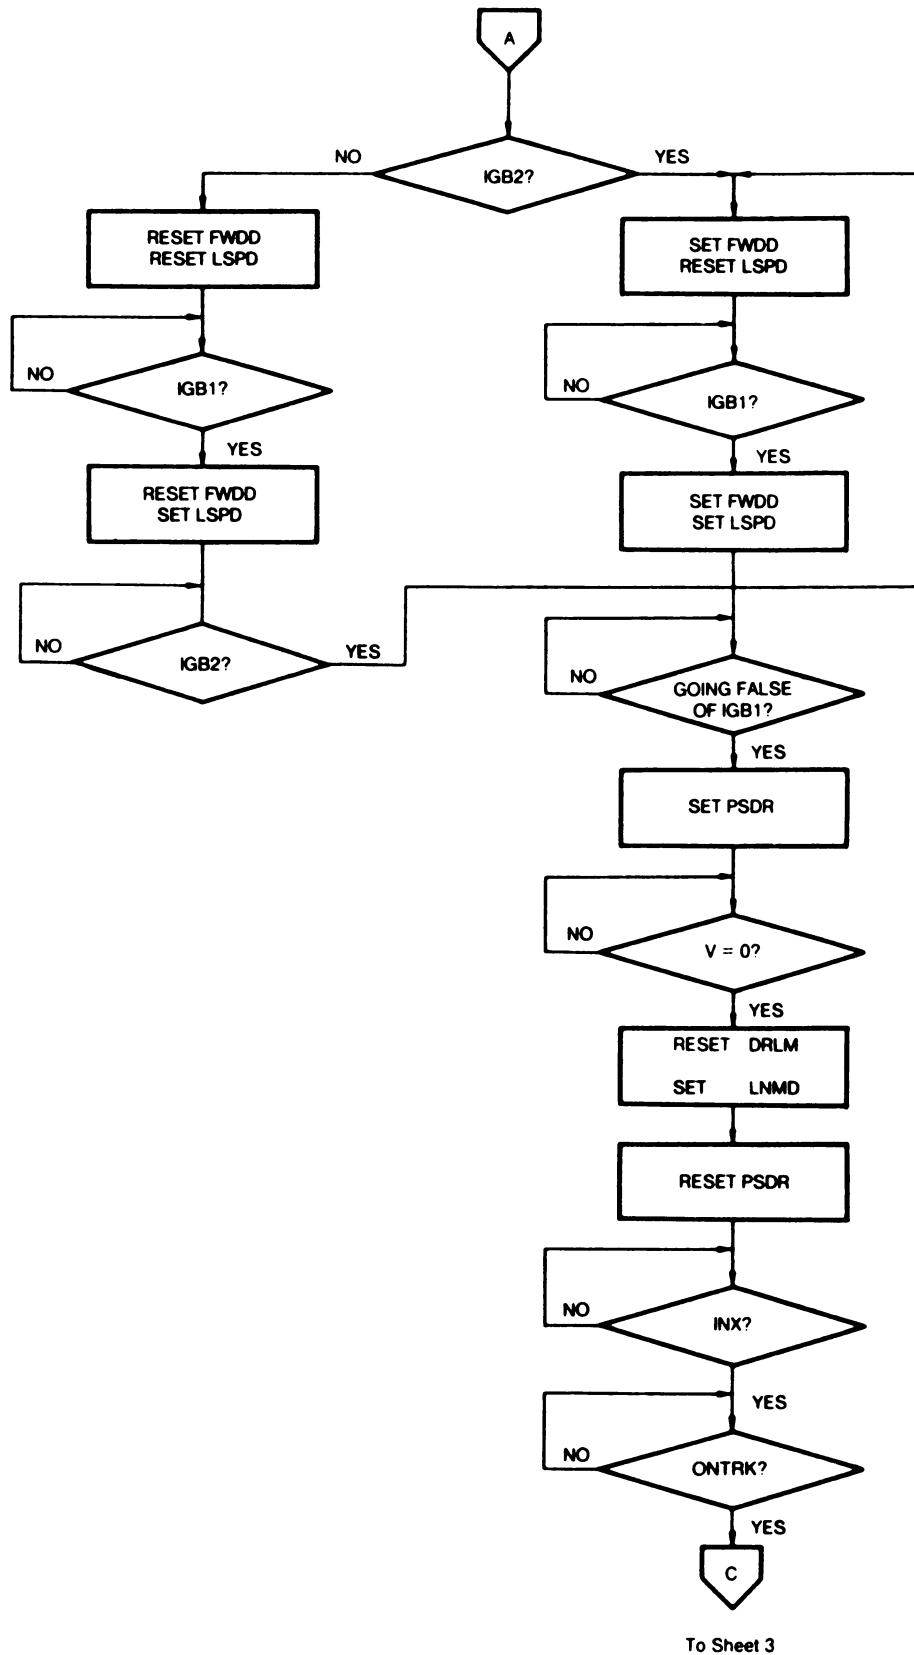 A
NO
IGB2?
YES
RESET FWDD
RESET LSPD
NO
IGB1?
YES
RESET FWDD
SET LSPD
NO
IGB2?
YES
SET FWDD
RESET LSPD
NO
IGB1?
YES
SET FWDD
SET LSPD
NO
GOING FALSE
OF IGB1?
YES
SET PSDR
NO
V = 0?
YES
RESET DRLM
SET LNMD
RESET PSDR
NO
INX?
YES
NO
ONTRK?
YES
C
To Sheet 3